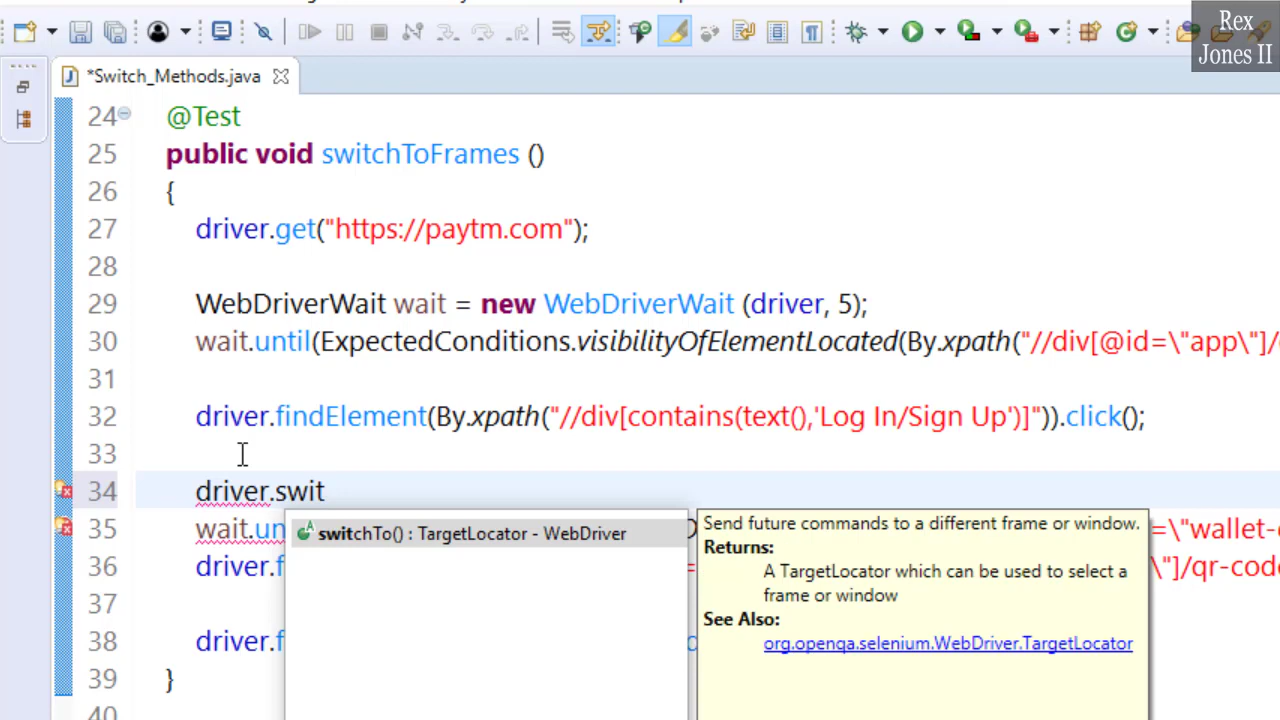 Rex
Jones II
*Switch_Methods.java
24 @Test
25 public void switchToFrames ()
26 {
27 driver.get("https://paytm.com");
28
29 WebDriverWait wait = new WebDriverWait (driver, 5);
30 wait.until(ExpectedConditions.visibilityOfElementLocated(By.xpath("//div[@id=\"app\"]/
31
32 driver.findElement(By.xpath("//div[contains(text(),'Log In/Sign Up')]")).click();
33
34 driver.swit
switchTo() : TargetLocator - WebDriver
Send future commands to a different frame or window.
Returns:
A TargetLocator which can be used to select a
frame or window
See Also:
org.openqa.selenium.WebDriver.TargetLocator
35 wait.un =\"wallet-
36 driver.f \"]/qr-cod
37
38 driver.f
39 }
40